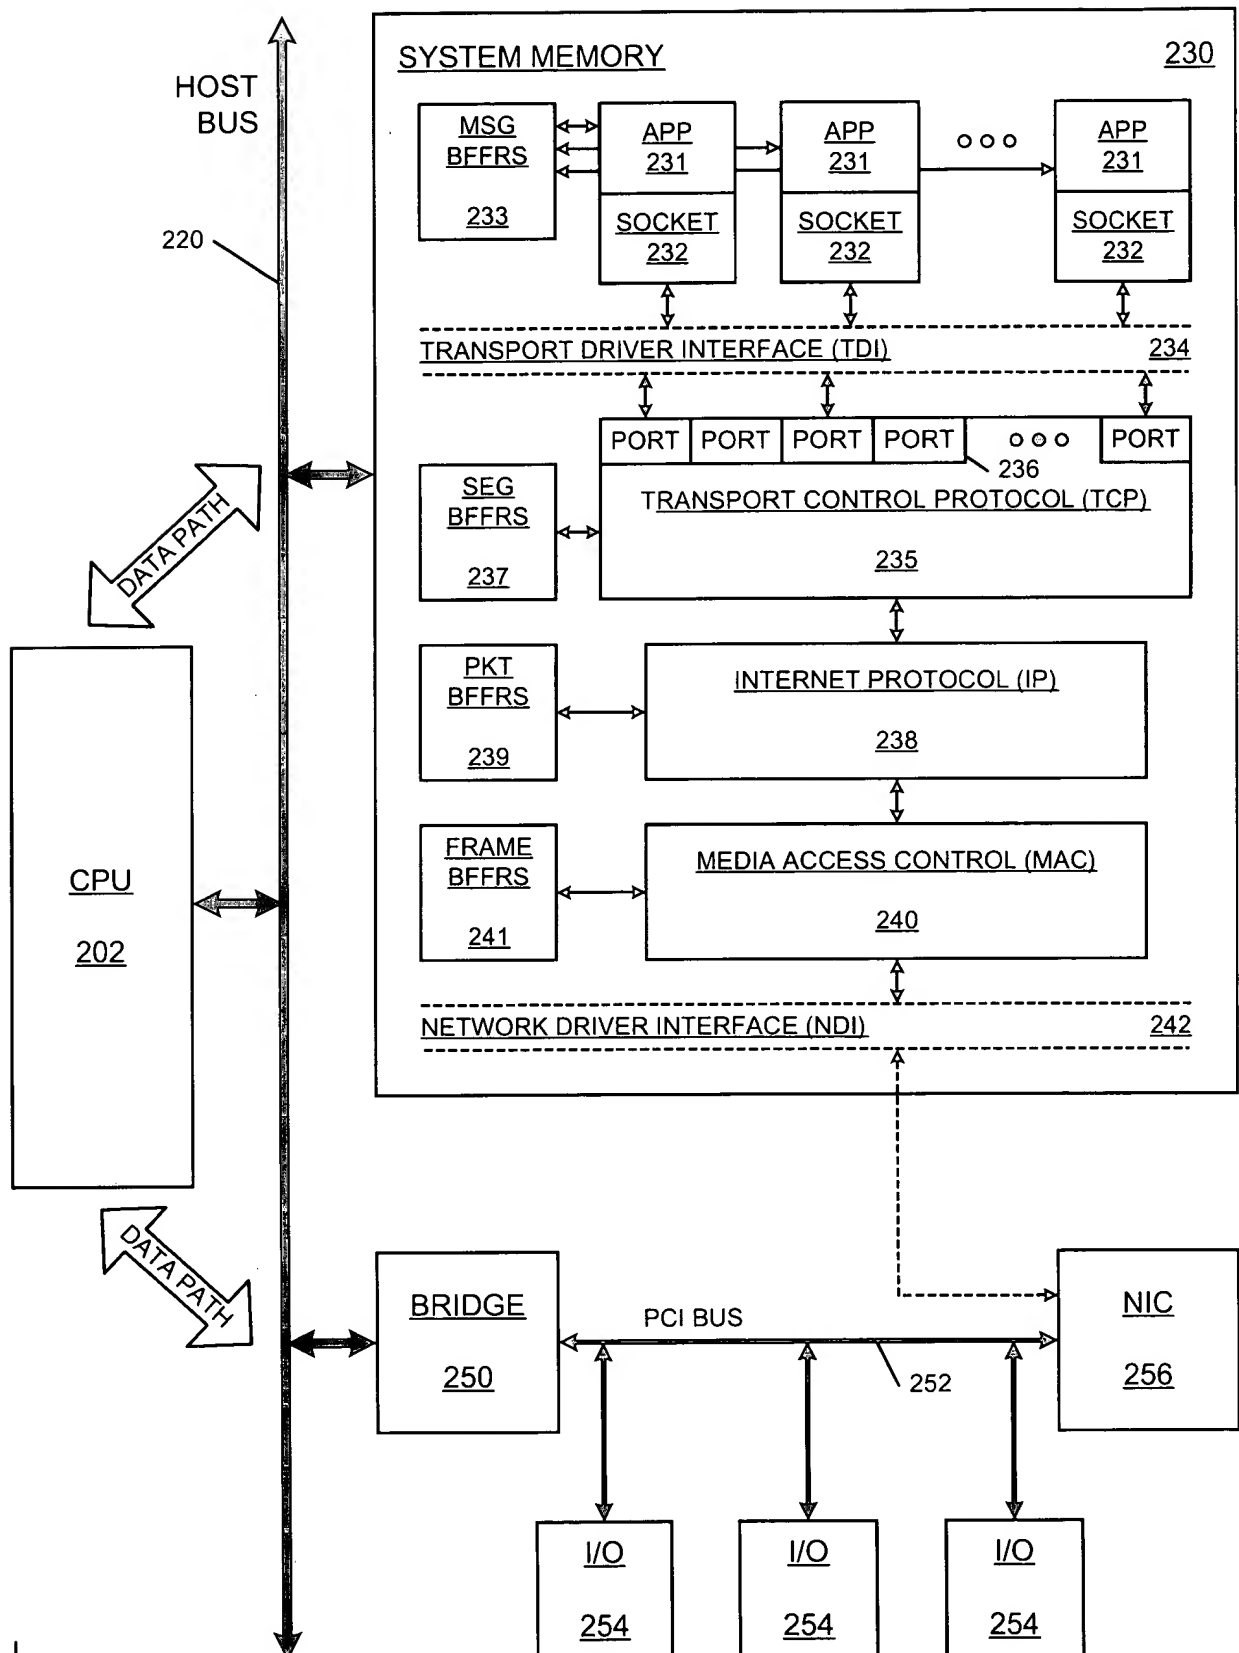 HOST
BUS
220
SYSTEM MEMORY 230
MSG
BFFRS
233
APP
231
SOCKET
232
APP
231
SOCKET
232
APP
231
SOCKET
232
TRANSPORT DRIVER INTERFACE (TDI) 234
PORT PORT PORT PORT PORT
236
SEG
BFFRS
237
TRANSPORT CONTROL PROTOCOL (TCP)
235
DATA PATH
PKT
BFFRS
239
INTERNET PROTOCOL (IP)
238
CPU
202
FRAME
BFFRS
241
MEDIA ACCESS CONTROL (MAC)
240
NETWORK DRIVER INTERFACE (NDI) 242
DATA PATH
BRIDGE
250
PCI BUS
252
NIC
256
I/O
254
I/O
254
I/O
254